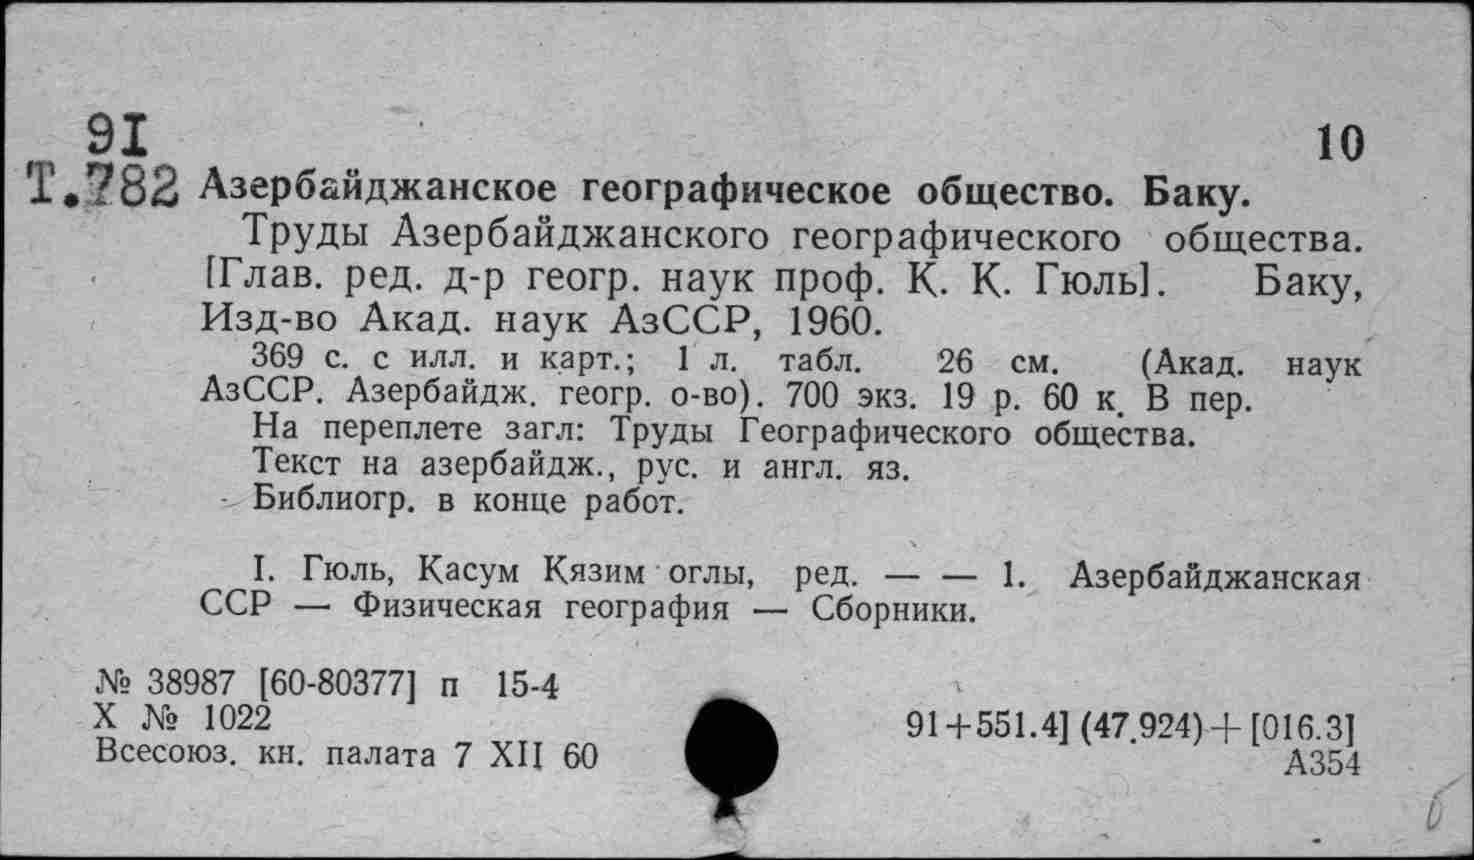 91
10
Т.782 Азербайджанское географическое общество. Баку.
Труды Азербайджанского географического общества.
[Глав. ред. д-р геогр. наук проф. К. К. Гюль]. Баку,
Изд-во Акад. наук АзССР, 1960.
369 с. с илл. и карт.; 1 л. табл. 26 см. (Акад. наук
АзССР. Азербайдж. геогр. о-во). 700 экз. 19 р. 60 к. В пер.
На переплете загл: Труды Географического общества.
Текст на азербайдж., рус. и англ. яз.
Библиогр. в конце работ.
I. Гюль, Касум Кязим оглы, ред. — — 1. Азербайджанская
ССР — Физическая география — Сборники.
№ 38987 [60-80377] п 15-4
X № 1022
91+551.4] (47.924)+[016.3]
Всесоюз. кн. палата 7 XII 60
А354
б